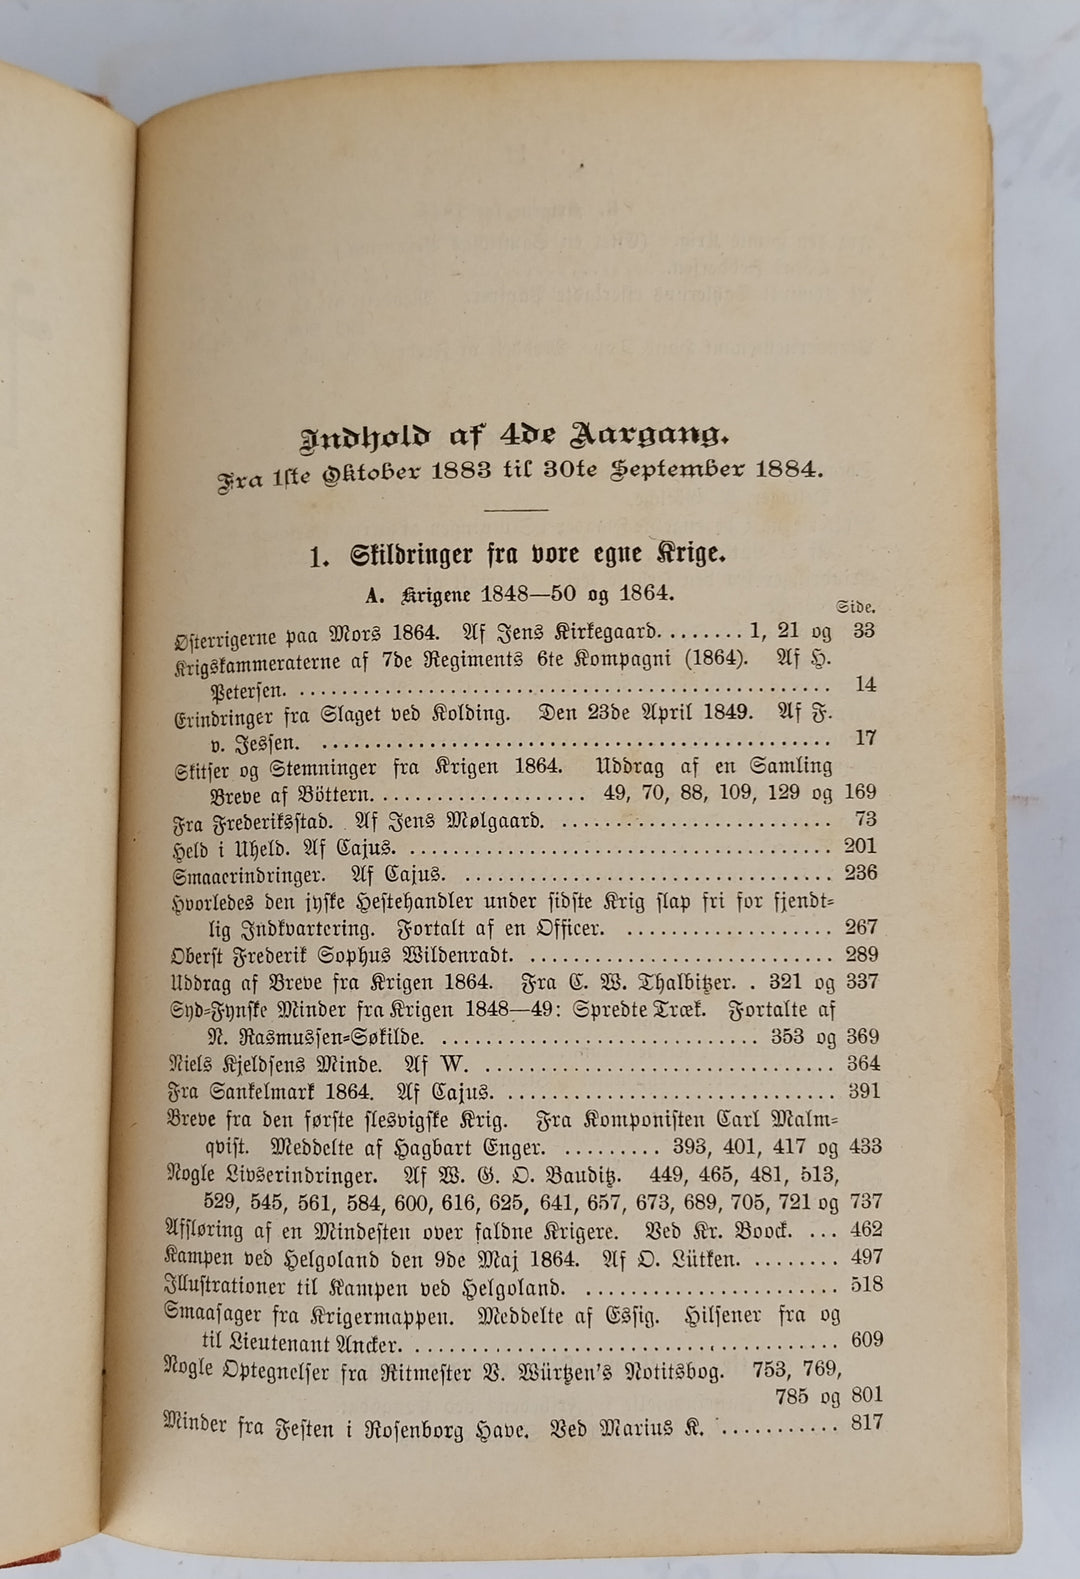 Indhold af 4de Aargang.
Fra 1ste Oktober 1883 til 30te September 1884.
1. Skildringer fra vore egne Krige.
A. Krigene 1848—50 og 1864.
Side.
Østerrigerne paa Mors 1864. Af Jens Kirkegaard. ........ 1, 21 og 33
Krigskammeraterne af 7de Regiments 6te Kompagni (1864). Af H.
Petersen. .................................................. 14
Erindringer fra Slaget ved Kolding. Den 23de April 1849. Af F.
v. Jessen. .................................................. 17
Skitser og Stemninger fra Krigen 1864. Uddrag af en Samling
Breve af Böttern. .................... 49, 70, 88, 109, 129 og 169
Fra Frederiksstad. Af Jens Mølgaard. ........................... 73
Held i Uheld. Af Cajus. ......................................... 201
Smaaerindringer. Af Cajus. .................................... 236
Hvorledes den jyske Hestehandler under sidste Krig slap fri for fjendt-
lig Indkvartering. Fortalt af en Officer. .................... 267
Oberst Frederik Sophus Wildenradt. .............................. 289
Uddrag af Breve fra Krigen 1864. Fra C. W. Thalbitzer. . 321 og 337
Syd-Fynske Minder fra Krigen 1848—49: Spredte Træk. Fortalte af
N. Rasmussen-Søkilde. ............................... 353 og 369
Niels Kjeldsens Minde. Af W. ................................... 364
Fra Sankelmark 1864. Af Cajus. ................................ 391
Breve fra den første slesvigske Krig. Fra Komponisten Carl Malm-
qvist. Meddelte af Hagbart Enger. .......... 393, 401, 417 og 433
Nogle Livserindringer. Af W. G. O. Bauditz. 449, 465, 481, 513,
529, 545, 561, 584, 600, 616, 625, 641, 657, 673, 689, 705, 721 og 737
Afsløring af en Mindesten over faldne Krigere. Ved Kr. Boock. ... 462
Kampen ved Helgoland den 9de Maj 1864. Af O. Lütken. ........ 497
Illustrationer til Kampen ved Helgoland. ........................ 518
Smaasager fra Krigermappen. Meddelte af Essig. Hilsener fra og
til Lieutenant Ancker. ......................................... 609
Nogle Optegnelser fra Ritmester V. Würtzen's Notitsbog. 753, 769,
785 og 801
Minder fra Festen i Rosenborg Have. Ved Marius K. ............ 817